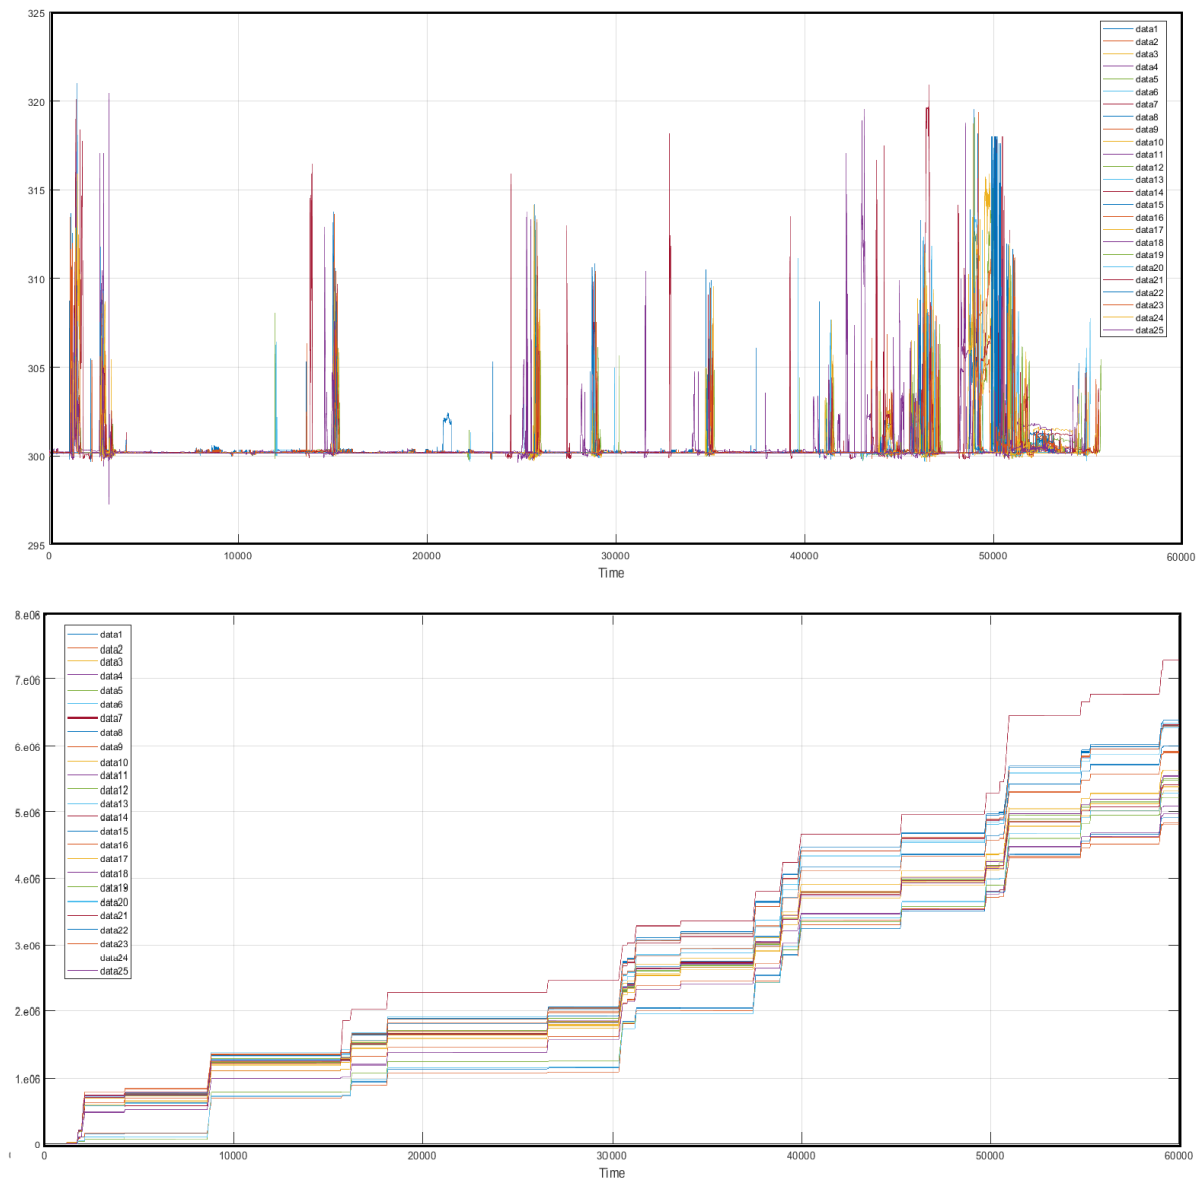 325
320
315
310
305
300
295
0
10000
20000
30000
40000
50000
60000
Time
data1
data2
data3
data4
data5
data6
data7
data8
data9
data10
data11
data12
data13
data14
data15
data16
data17
data18
data19
data20
data21
data22
data23
data24
data25
8.e06
7.e06
6.e06
5.e06
4.e06
3.e06
2.e06
1.e06
0
0
10000
20000
30000
40000
50000
60000
Time
data1
data2
data3
data4
data5
data6
data7
data8
data9
data10
data11
data12
data13
data14
data15
data16
data17
data18
data19
data20
data21
data22
data23
data24
data25